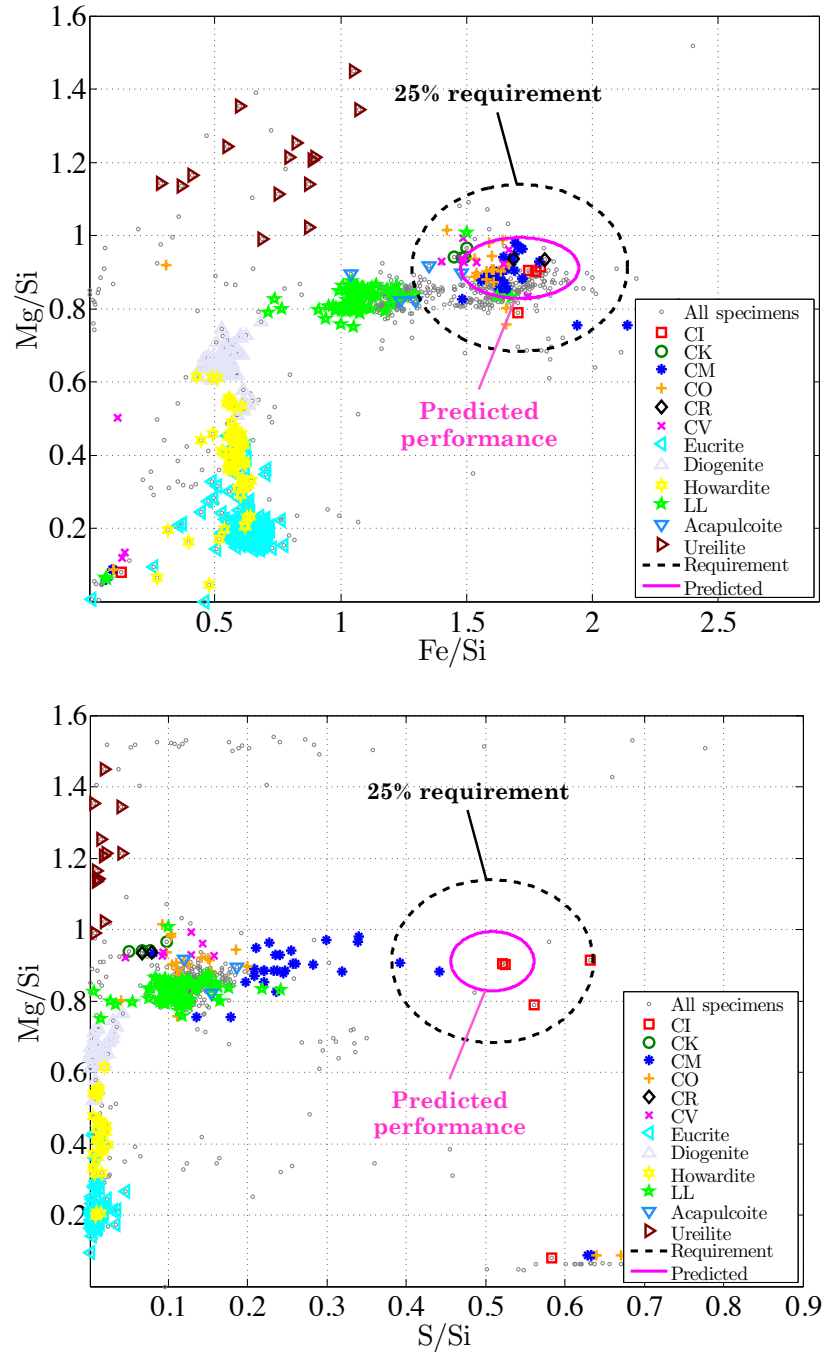 1.6
1.4
1.2
1
0.8
0.6
0.4
0.2
Mg/Si
25% requirement
Predicted
performance
0.5
1
1.5
2
2.5
Fe/Si
All specimens
CI
CK
CM
CO
CR
CV
Eucrite
Diogenite
Howardite
LL
Acapulcoite
Ureilite
Requirement
Predicted
1.6
1.4
1.2
1
0.8
0.6
0.4
0.2
Mg/Si
25% requirement
Predicted
performance
0.1
0.2
0.3
0.4
0.5
0.6
0.7
0.8
0.9
S/Si
All specimens
CI
CK
CM
CO
CR
CV
Eucrite
Diogenite
Howardite
LL
Acapulcoite
Ureilite
Requirement
Predicted